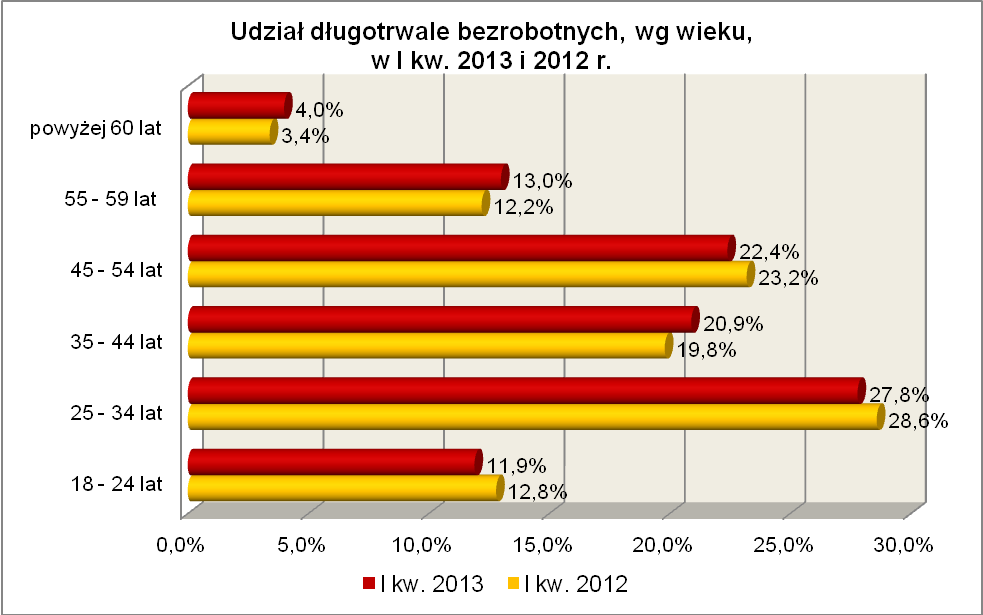 Udział długotrwale bezrobotnych, wg wieku,
w I kw. 2013 i 2012 r.
powyżej 60 lat
4,0%
3,4%
55 - 59 lat
13,0%
12,2%
45 - 54 lat
22,4%
23,2%
35 - 44 lat
20,9%
19,8%
25 - 34 lat
27,8%
28,6%
18 - 24 lat
11,9%
12,8%
0,0% 5,0% 10,0% 15,0% 20,0% 25,0% 30,0%
I kw. 2013 I kw. 2012